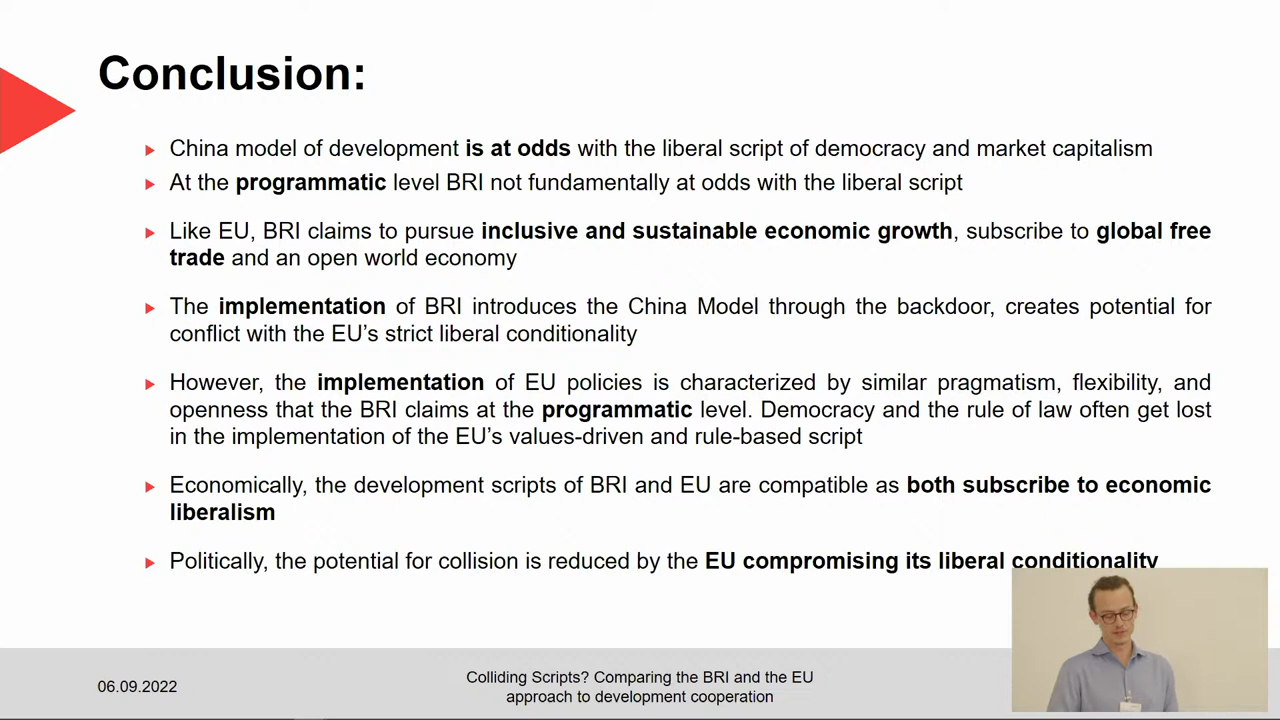 Conclusion:
China model of development is at odds with the liberal script of democracy and market capitalism
At the programmatic level BRI not fundamentally at odds with the liberal script
Like EU, BRI claims to pursue inclusive and sustainable economic growth, subscribe to global free
trade and an open world economy
The implementation of BRI introduces the China Model through the backdoor, creates potential for
conflict with the EU’s strict liberal conditionality
However, the implementation of EU policies is characterized by similar pragmatism, flexibility, and
openness that the BRI claims at the programmatic level. Democracy and the rule of law often get lost
in the implementation of the EU’s values-driven and rule-based script
Economically, the development scripts of BRI and EU are compatible as both subscribe to economic
liberalism
Politically, the potential for collision is reduced by the EU compromising its liberal conditionality
06.09.2022
Colliding Scripts? Comparing the BRI and the EU
approach to development cooperation